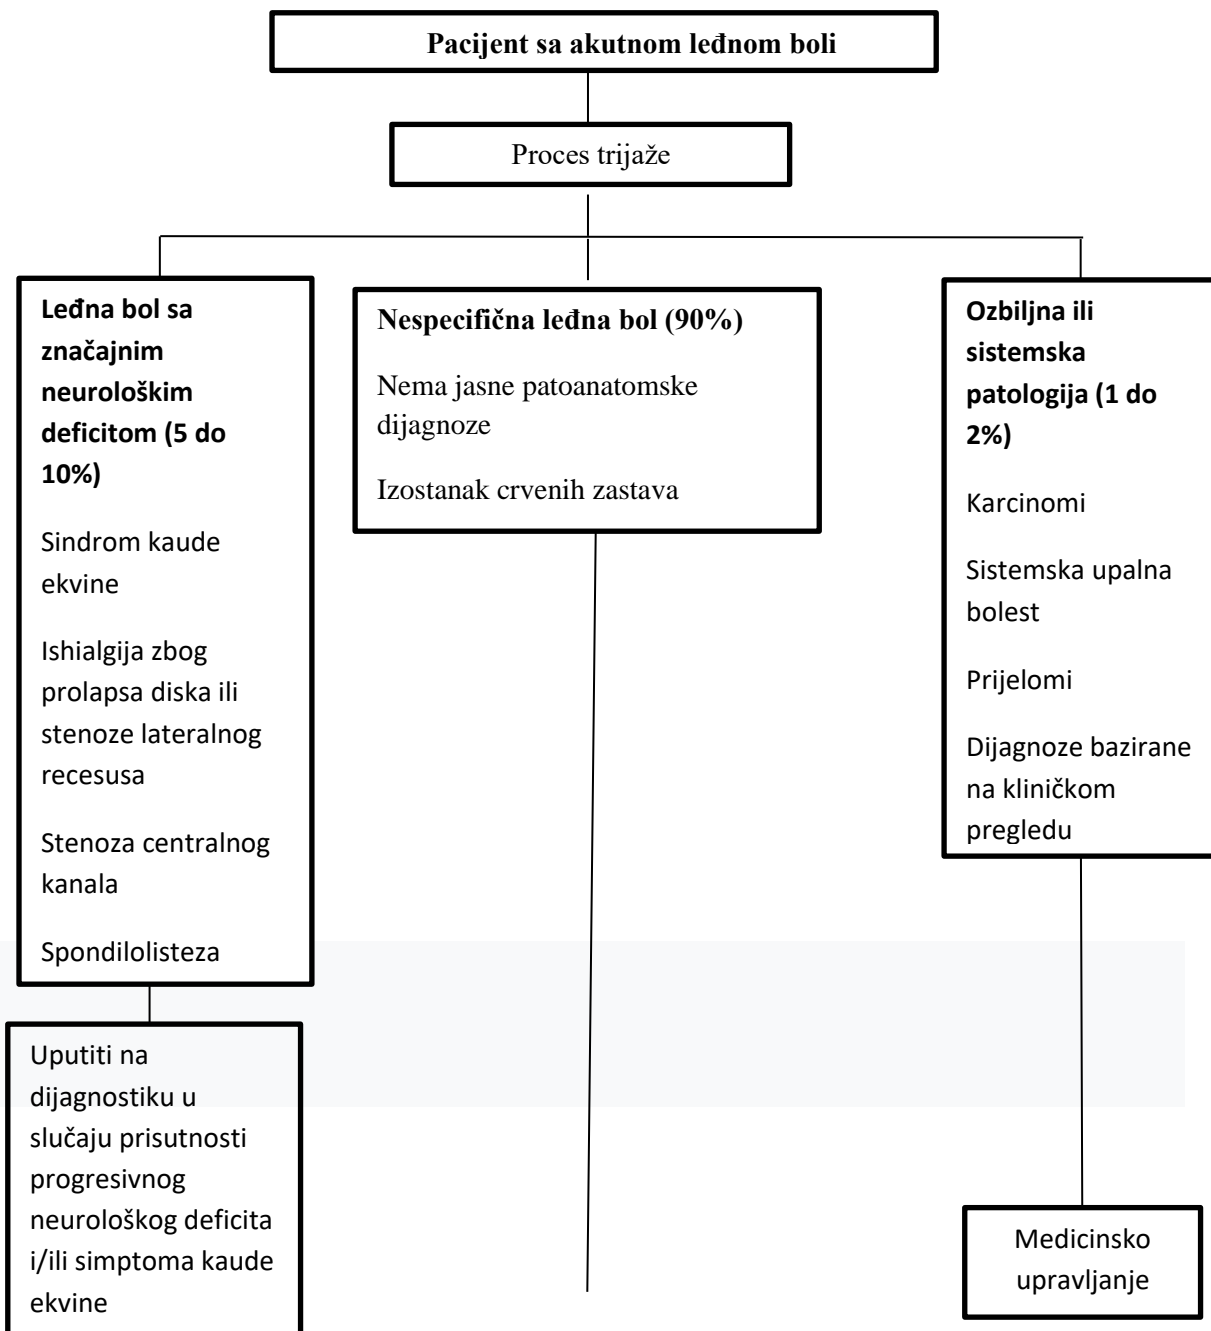 Pacijent sa akutnom leđnom boli
Proces trijaže
Leđna bol sa
značajnim
neurološkim
deficitom (5 do
10%)
Sindrom kaude
ekvine
Ishialgija zbog
prolapsa diska ili
stenoze lateralnog
recesusa
Stenoza centralnog
kanala
Spondilolisteza
Uputiti na
dijagnostiku u
slučaju prisutnosti
progresivnog
neurološkog deficita
i/ili simptoma kaude
ekvine
Nespecifična leđna bol (90%)
Nema jasne patoanatomske
dijagnoze
Izostanak crvenih zastava
Ozbiljna ili
sistemska
patologija (1 do
2%)
Karcinomi
Sistemska upalna
bolest
Prijelomi
Dijagnoze bazirane
na kliničkom
pregledu
Medicinsko
upravljanje